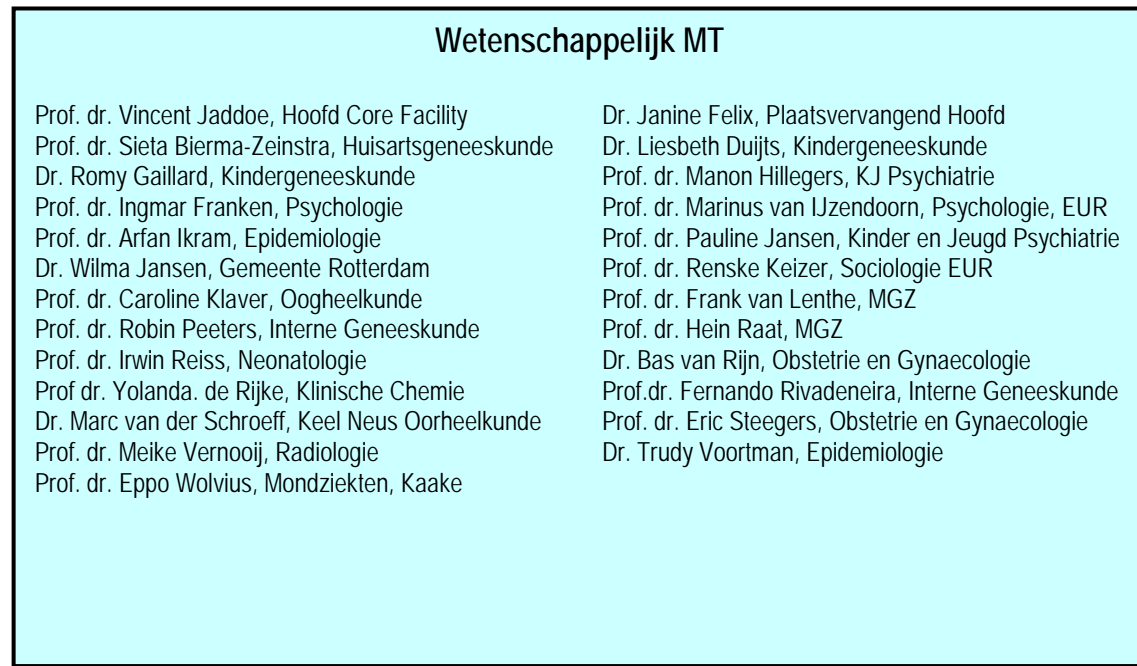 Wetenschappelijk MT
Prof. dr. Vincent Jaddoe, Hoofd Core Facility
Prof. dr. Sieta Bierma-Zeinstra, Huisartsgeneeskunde
Dr. Romy Gaillard, Kindergeneeskunde
Prof. dr. Ingmar Franken, Psychologie
Prof. dr. Arfan Ikram, Epidemiologie
Dr. Wilma Jansen, Gemeente Rotterdam
Prof. dr. Caroline Klaver, Oogheelkunde
Prof. dr. Robin Peeters, Interne Geneeskunde
Prof. dr. Irwin Reiss, Neonatologie
Prof dr. Yolanda. de Rijke, Klinische Chemie
Dr. Marc van der Schroeff, Keel Neus Oorheelkunde
Prof. dr. Meike Vernooij, Radiologie
Prof. dr. Eppo Wolvius, Mondziekten, Kaake
Dr. Janine Felix, Plaatsvervangend Hoofd
Dr. Liesbeth Duijts, Kindergeneeskunde
Prof. dr. Manon Hillegers, KJ Psychiatrie
Prof. dr. Marinus van IJzendoorn, Psychologie, EUR
Prof. dr. Pauline Jansen, Kinder en Jeugd Psychiatrie
Prof. dr. Renske Keizer, Sociologie EUR
Prof. dr. Frank van Lenthe, MGZ
Prof. dr. Hein Raat, MGZ
Dr. Bas van Rijn, Obstetrie en Gynaecologie
Prof.dr. Fernando Rivadeneira, Interne Geneeskunde
Prof. dr. Eric Steegers, Obstetrie en Gynaecologie
Dr. Trudy Voortman, Epidemiologie